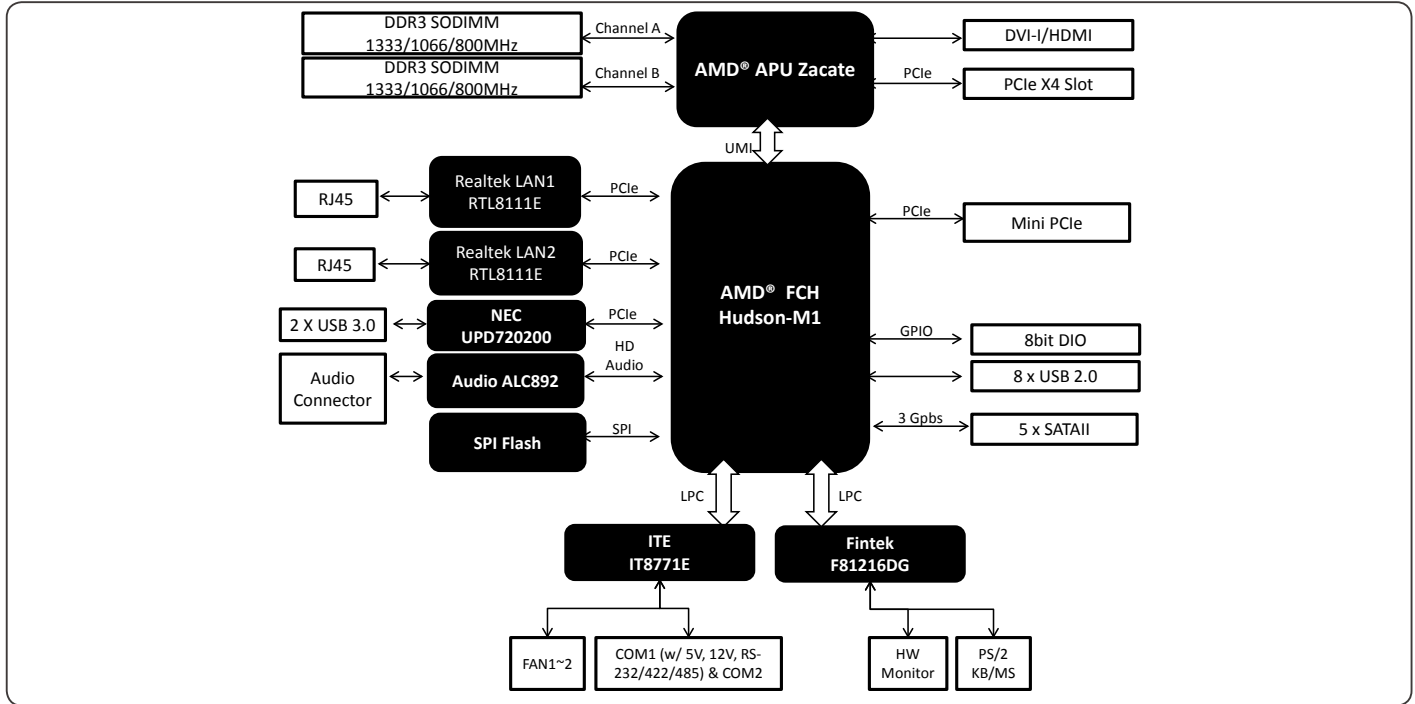 DDR3 SODIMM
1333/1066/800MHz
Channel A
DDR3 SODIMM
1333/1066/800MHz
Channel B
AMD® APU Zacate
DVI-I/HDMI
PCIe
PCIe X4 Slot
UMI
RJ45
Realtek LAN1
RTL8111E
PCIe
RJ45
Realtek LAN2
RTL8111E
PCIe
2 X USB 3.0
NEC
UPD720200
PCIe
Audio
Connector
Audio ALC892
HD
Audio
SPI Flash
SPI
AMD® FCH
Hudson-M1
PCIe
Mini PCIe
GPIO
8bit DIO
8 x USB 2.0
3 Gpbs
5 x SATAII
LPC
LPC
ITE
IT8771E
Fintek
F81216DG
FAN1~2
COM1 (w/ 5V, 12V, RS-
232/422/485) & COM2
HW
Monitor
PS/2
KB/MS